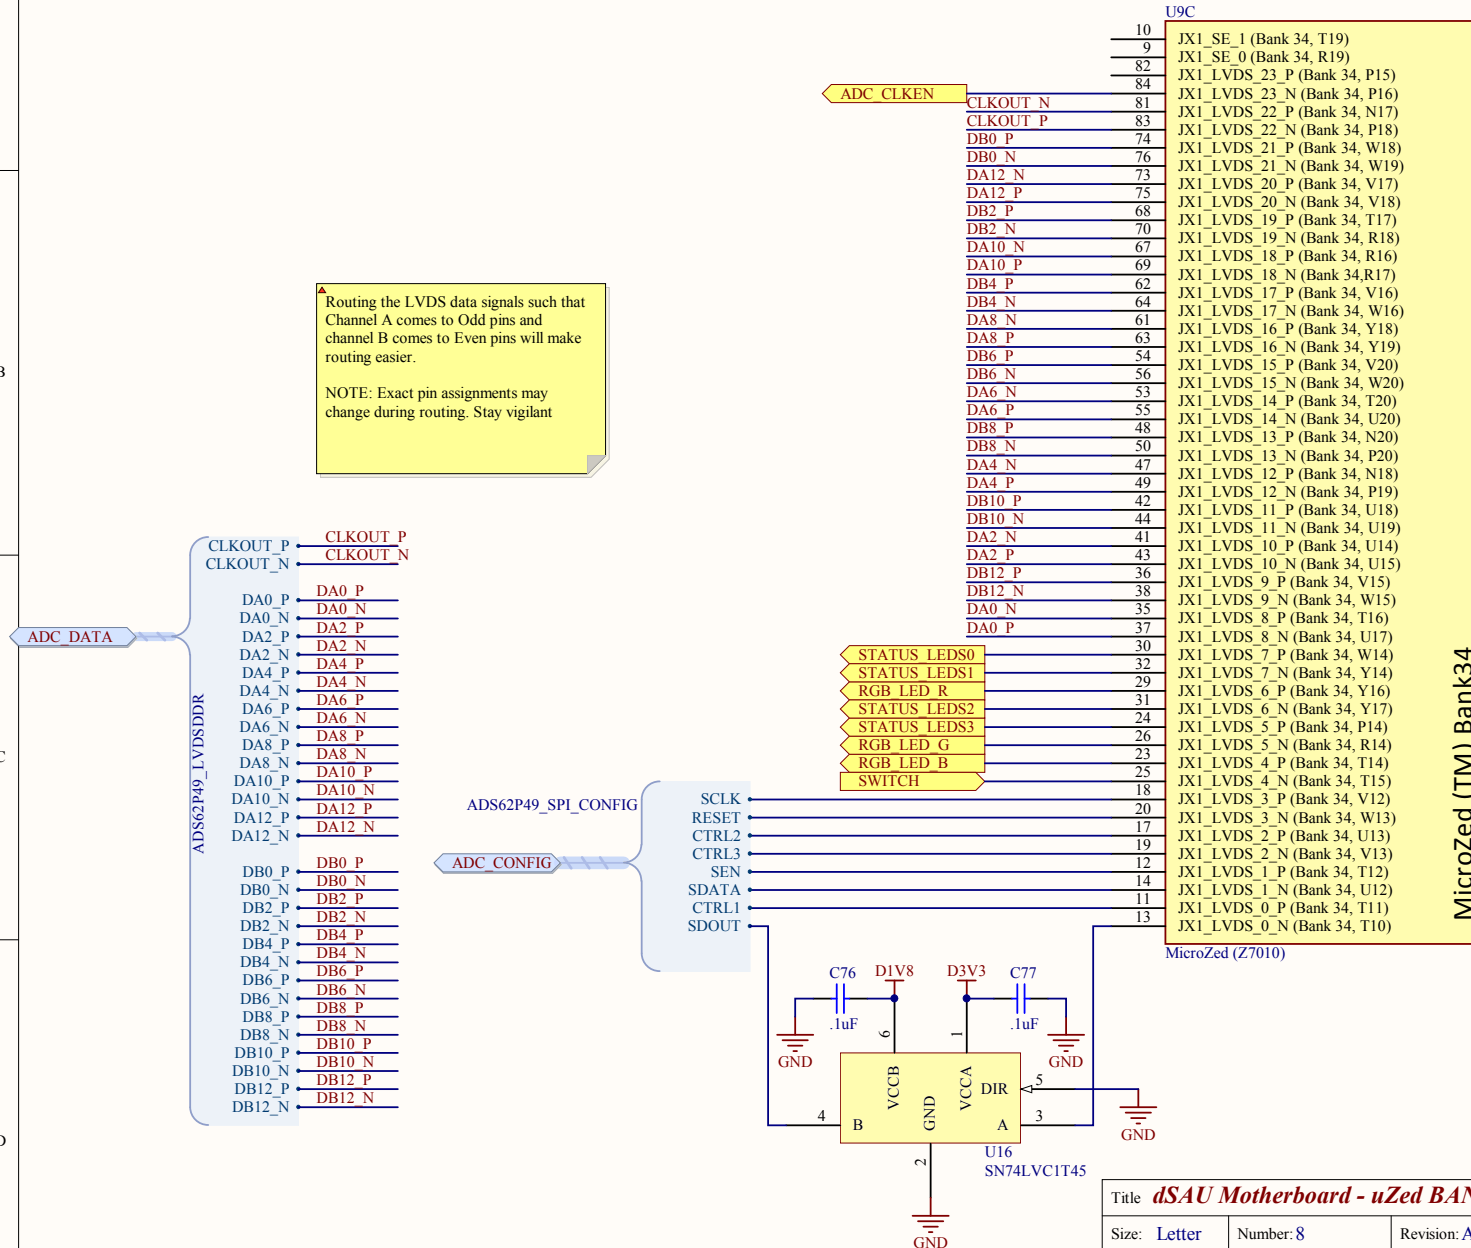 U9C
10 JX1_SE_1 (Bank 34, T19)
9 JX1_SE_0 (Bank 34, R19)
82 JX1_LVDS_23_P (Bank 34, P15)
ADC_CLKEN 84 JX1_LVDS_23_N (Bank 34, P16)
CLKOUT_N 81 JX1_LVDS_22_P (Bank 34, N17)
CLKOUT_P 83 JX1_LVDS_22_N (Bank 34, P18)
DB0_P 74 JX1_LVDS_21_P (Bank 34, W18)
DB0_N 76 JX1_LVDS_21_N (Bank 34, W19)
DA12_N 73 JX1_LVDS_20_P (Bank 34, V17)
DA12_P 75 JX1_LVDS_20_N (Bank 34, V18)
DB2_P 68 JX1_LVDS_19_P (Bank 34, T17)
DB2_N 70 JX1_LVDS_19_N (Bank 34, R18)
DA10_N 67 JX1_LVDS_18_P (Bank 34, R16)
DA10_P 69 JX1_LVDS_18_N (Bank 34,R17)
DB4_P 62 JX1_LVDS_17_P (Bank 34, V16)
DB4_N 64 JX1_LVDS_17_N (Bank 34, W16)
DA8_N 61 JX1_LVDS_16_P (Bank 34, Y18)
DA8_P 63 JX1_LVDS_16_N (Bank 34, Y19)
DB6_P 54 JX1_LVDS_15_P (Bank 34, V20)
DB6_N 56 JX1_LVDS_15_N (Bank 34, W20)
DA6_N 53 JX1_LVDS_14_P (Bank 34, T20)
DA6_P 55 JX1_LVDS_14_N (Bank 34, U20)
DB8_P 48 JX1_LVDS_13_P (Bank 34, N20)
DB8_N 50 JX1_LVDS_13_N (Bank 34, P20)
DA4_N 47 JX1_LVDS_12_P (Bank 34, N18)
DA4_P 49 JX1_LVDS_12_N (Bank 34, P19)
DB10_P 42 JX1_LVDS_11_P (Bank 34, U18)
DB10_N 44 JX1_LVDS_11_N (Bank 34, U19)
DA2_N 41 JX1_LVDS_10_P (Bank 34, U14)
DA2_P 43 JX1_LVDS_10_N (Bank 34, U15)
DB12_P 36 JX1_LVDS_9_P (Bank 34, V15)
DB12_N 38 JX1_LVDS_9_N (Bank 34, W15)
DA0_N 35 JX1_LVDS_8_P (Bank 34, T16)
DA0_P 37 JX1_LVDS_8_N (Bank 34, U17)
STATUS_LEDS0 30 JX1_LVDS_7_P (Bank 34, W14)
STATUS_LEDS1 32 JX1_LVDS_7_N (Bank 34, Y14)
RGB_LED_R 29 JX1_LVDS_6_P (Bank 34, Y16)
STATUS_LEDS2 31 JX1_LVDS_6_N (Bank 34, Y17)
STATUS_LEDS3 24 JX1_LVDS_5_P (Bank 34, P14)
RGB_LED_G 26 JX1_LVDS_5_N (Bank 34, R14)
RGB_LED_B 23 JX1_LVDS_4_P (Bank 34, T14)
SWITCH 25 JX1_LVDS_4_N (Bank 34, T15)
SCLK 18 JX1_LVDS_3_P (Bank 34, V12)
RESET 20 JX1_LVDS_3_N (Bank 34, W13)
CTRL2 17 JX1_LVDS_2_P (Bank 34, U13)
CTRL3 19 JX1_LVDS_2_N (Bank 34, V13)
SEN 12 JX1_LVDS_1_P (Bank 34, T12)
SDATA 14 JX1_LVDS_1_N (Bank 34, U12)
CTRL1 11 JX1_LVDS_0_P (Bank 34, T11)
SDOUT 13 JX1_LVDS_0_N (Bank 34, T10)
MicroZed (TM) Bank34
MicroZed (Z7010)
Routing the LVDS data signals such that
Channel A comes to Odd pins and
channel B comes to Even pins will make
routing easier.
NOTE: Exact pin assignments may
change during routing. Stay vigilant
ADC_DATA
ADS62P49_LVDSDDR
CLKOUT_P CLKOUT_P
CLKOUT_N CLKOUT_N
DA0_P DA0_P
DA0_N DA0_N
DA2_P DA2_P
DA2_N DA2_N
DA4_P DA4_P
DA4_N DA4_N
DA6_P DA6_P
DA6_N DA6_N
DA8_P DA8_P
DA8_N DA8_N
DA10_P DA10_P
DA10_N DA10_N
DA12_P DA12_P
DA12_N DA12_N
DB0_P DB0_P
DB0_N DB0_N
DB2_P DB2_P
DB2_N DB2_N
DB4_P DB4_P
DB4_N DB4_N
DB6_P DB6_P
DB6_N DB6_N
DB8_P DB8_P
DB8_N DB8_N
DB10_P DB10_P
DB10_N DB10_N
DB12_P DB12_P
DB12_N DB12_N
ADS62P49_SPI_CONFIG
ADC_CONFIG
C76 D1V8 D3V3 C77
.1uF .1uF
GND 6 1 GND
VCCB GND VCCA DIR 5
4 B A 3
GND
2
U16
SN74LVC1T45
GND
Title dSAU Motherboard - uZed BAN
Size: Letter Number: 8 Revision: A
B
C
D